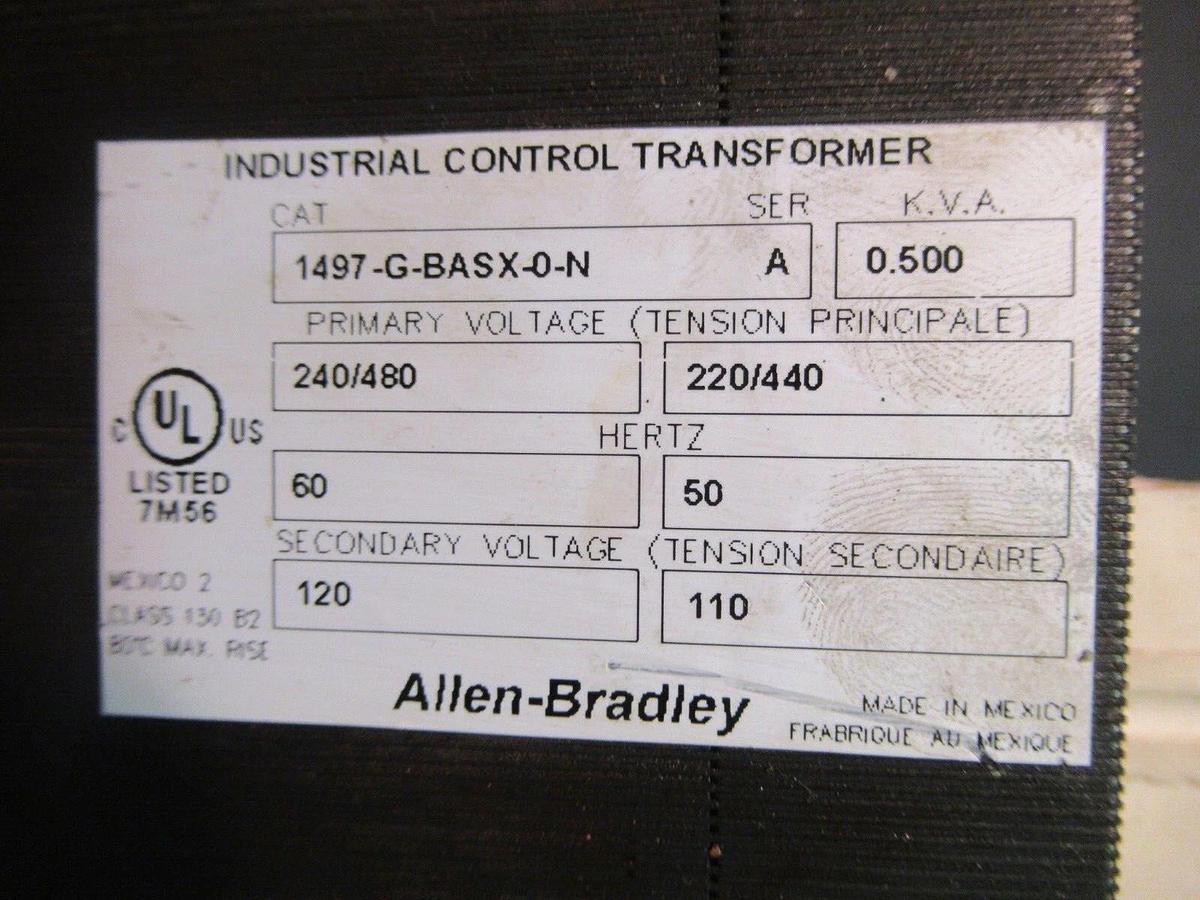 INDUSTRIAL CONTROL TRANSFORMER
CAT SER K.V.A.
1497-G-BASX-0-N A 0.500
PRIMARY VOLTAGE (TENSION PRINCIPALE)
240/480 220/440
HERTZ
60 50
SECONDARY VOLTAGE (TENSION SECONDAIRE)
120 110
C UL US
LISTED
7M56
MEXICO 2
CLASS 130 B2
80°C MAX. RISE
Allen-Bradley
MADE IN MEXICO
FRABRIQUE AU MEXIQUE